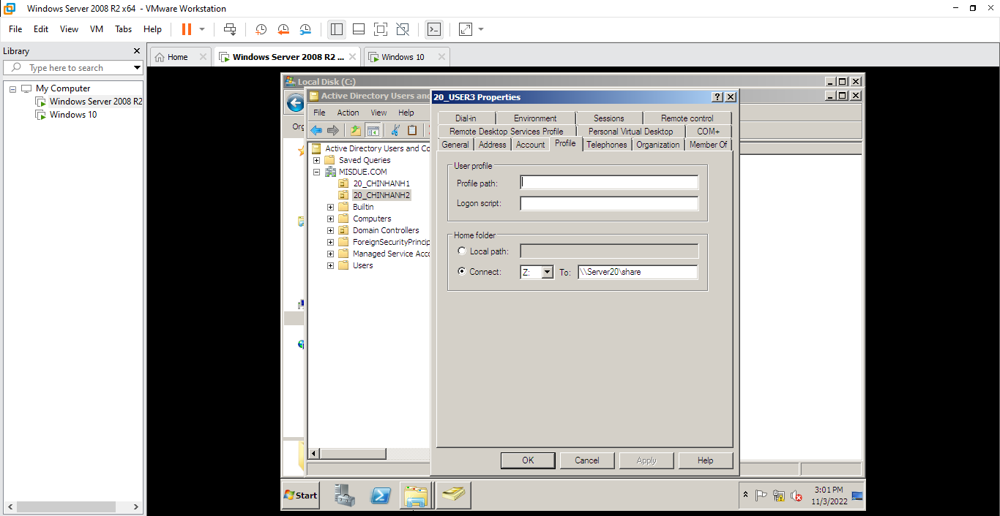 Windows Server 2008 R2 x64 - VMware Workstation
File Edit View VM Tabs Help
Library
Type here to search
My Computer
Windows Server 2008 R2
Windows 10
Home
Windows Server 2008 R2 ...
Windows 10
Local Disk (C:)
Active Directory Users and
File Action View Help
Org
Active Directory Users and Co
Saved Queries
MISDUE.COM
20_CHINHANH1
20_CHINHANH2
Builtin
Computers
Domain Controllers
ForeignSecurityPrincip
Managed Service Acco
Users
20_USER3 Properties
Dial-in Environment Sessions Remote control
Remote Desktop Services Profile Personal Virtual Desktop COM+
General Address Account Profile Telephones Organization Member Of
User profile
Profile path:
Logon script:
Home folder
Local path:
Connect: Z: To: \\Server20\share
OK Cancel Apply Help
Start
3:01 PM
11/3/2022